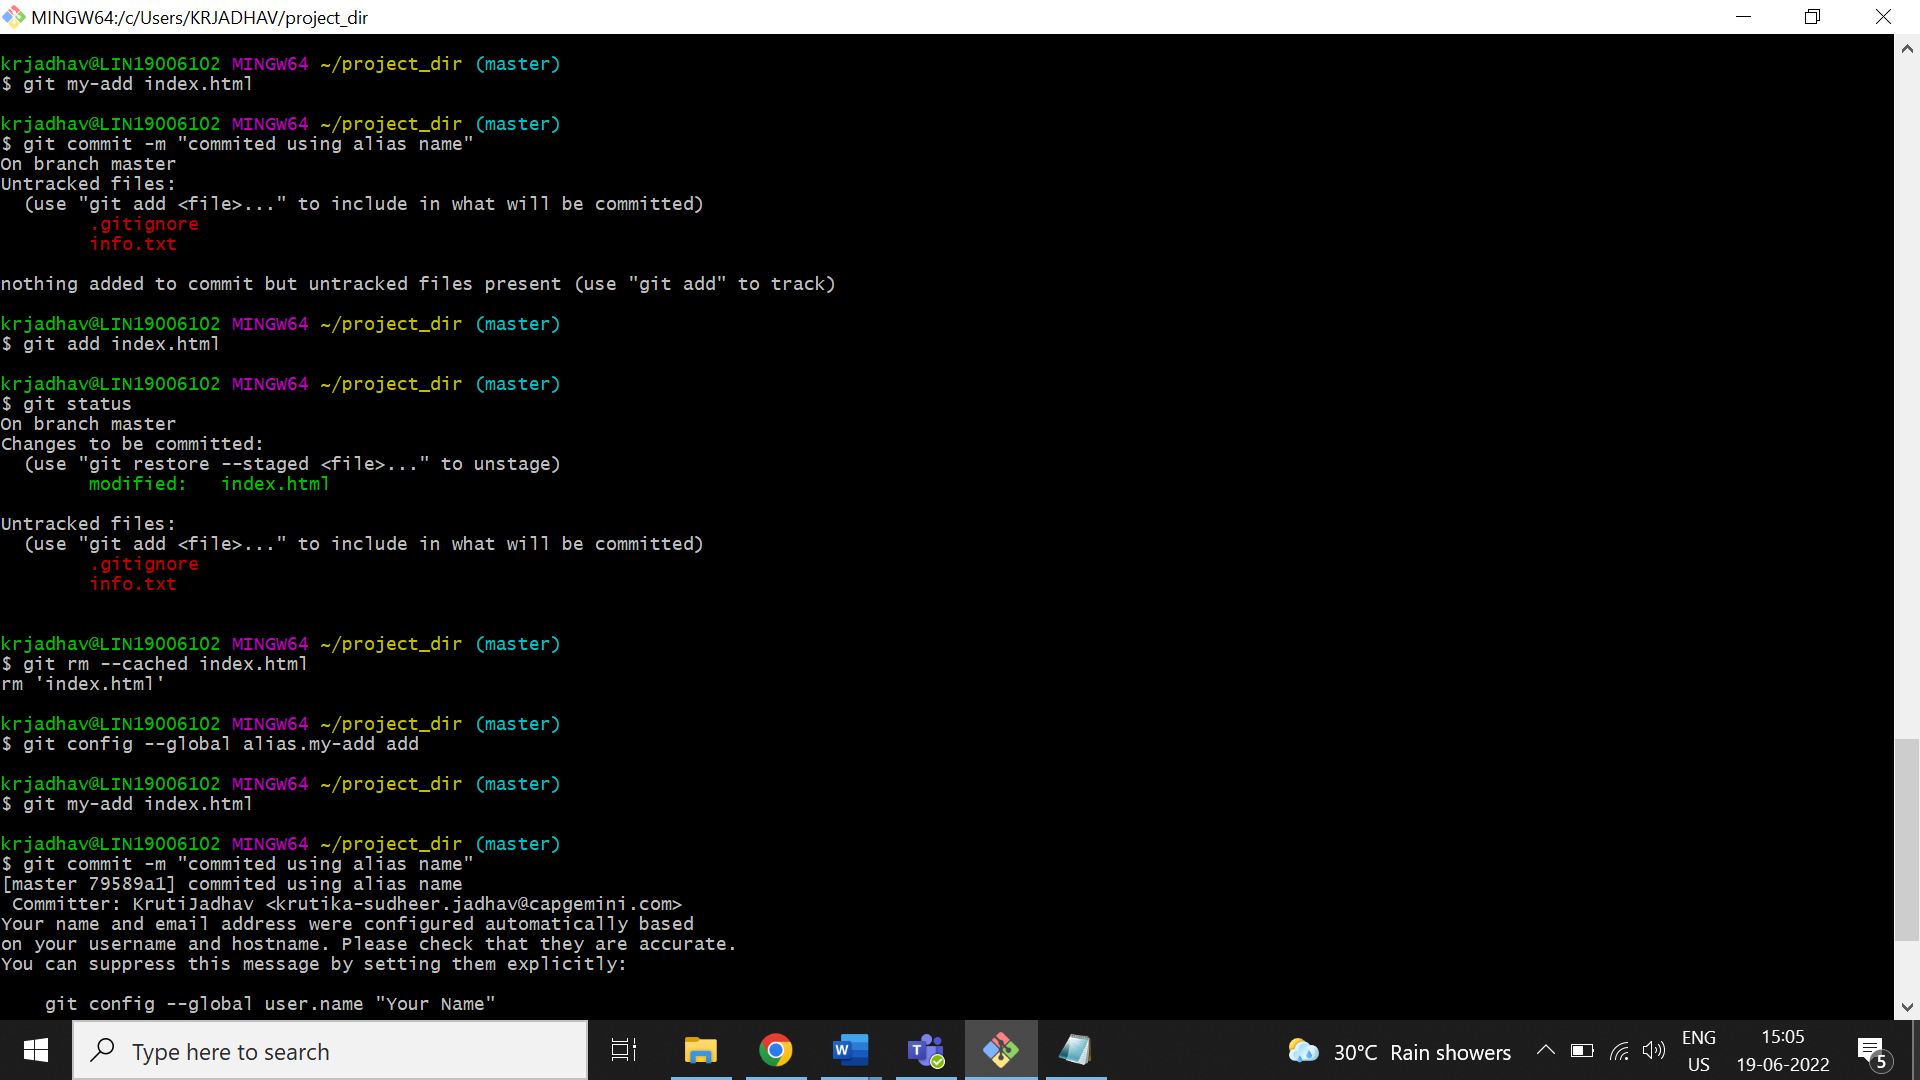 MINGW64:/c/Users/KRJADHAV/project_dir
krjadhav@LIN19006102 MINGW64 ~/project_dir (master)
$ git my-add index.html
krjadhav@LIN19006102 MINGW64 ~/project_dir (master)
$ git commit -m "commited using alias name"
On branch master
Untracked files:
  (use "git add <file>..." to include in what will be committed)
        .gitignore
        info.txt
nothing added to commit but untracked files present (use "git add" to track)
krjadhav@LIN19006102 MINGW64 ~/project_dir (master)
$ git add index.html
krjadhav@LIN19006102 MINGW64 ~/project_dir (master)
$ git status
On branch master
Changes to be committed:
  (use "git restore --staged <file>..." to unstage)
        modified:   index.html
Untracked files:
  (use "git add <file>..." to include in what will be committed)
        .gitignore
        info.txt
krjadhav@LIN19006102 MINGW64 ~/project_dir (master)
$ git rm --cached index.html
rm 'index.html'
krjadhav@LIN19006102 MINGW64 ~/project_dir (master)
$ git config --global alias.my-add add
krjadhav@LIN19006102 MINGW64 ~/project_dir (master)
$ git my-add index.html
krjadhav@LIN19006102 MINGW64 ~/project_dir (master)
$ git commit -m "commited using alias name"
[master 79589a1] commited using alias name
 Committer: KrutiJadhav <krutika-sudheer.jadhav@capgemini.com>
Your name and email address were configured automatically based
on your username and hostname. Please check that they are accurate.
You can suppress this message by setting them explicitly:
    git config --global user.name "Your Name"
Type here to search
W
T
30°C Rain showers
ENG
US
15:05
19-06-2022
5